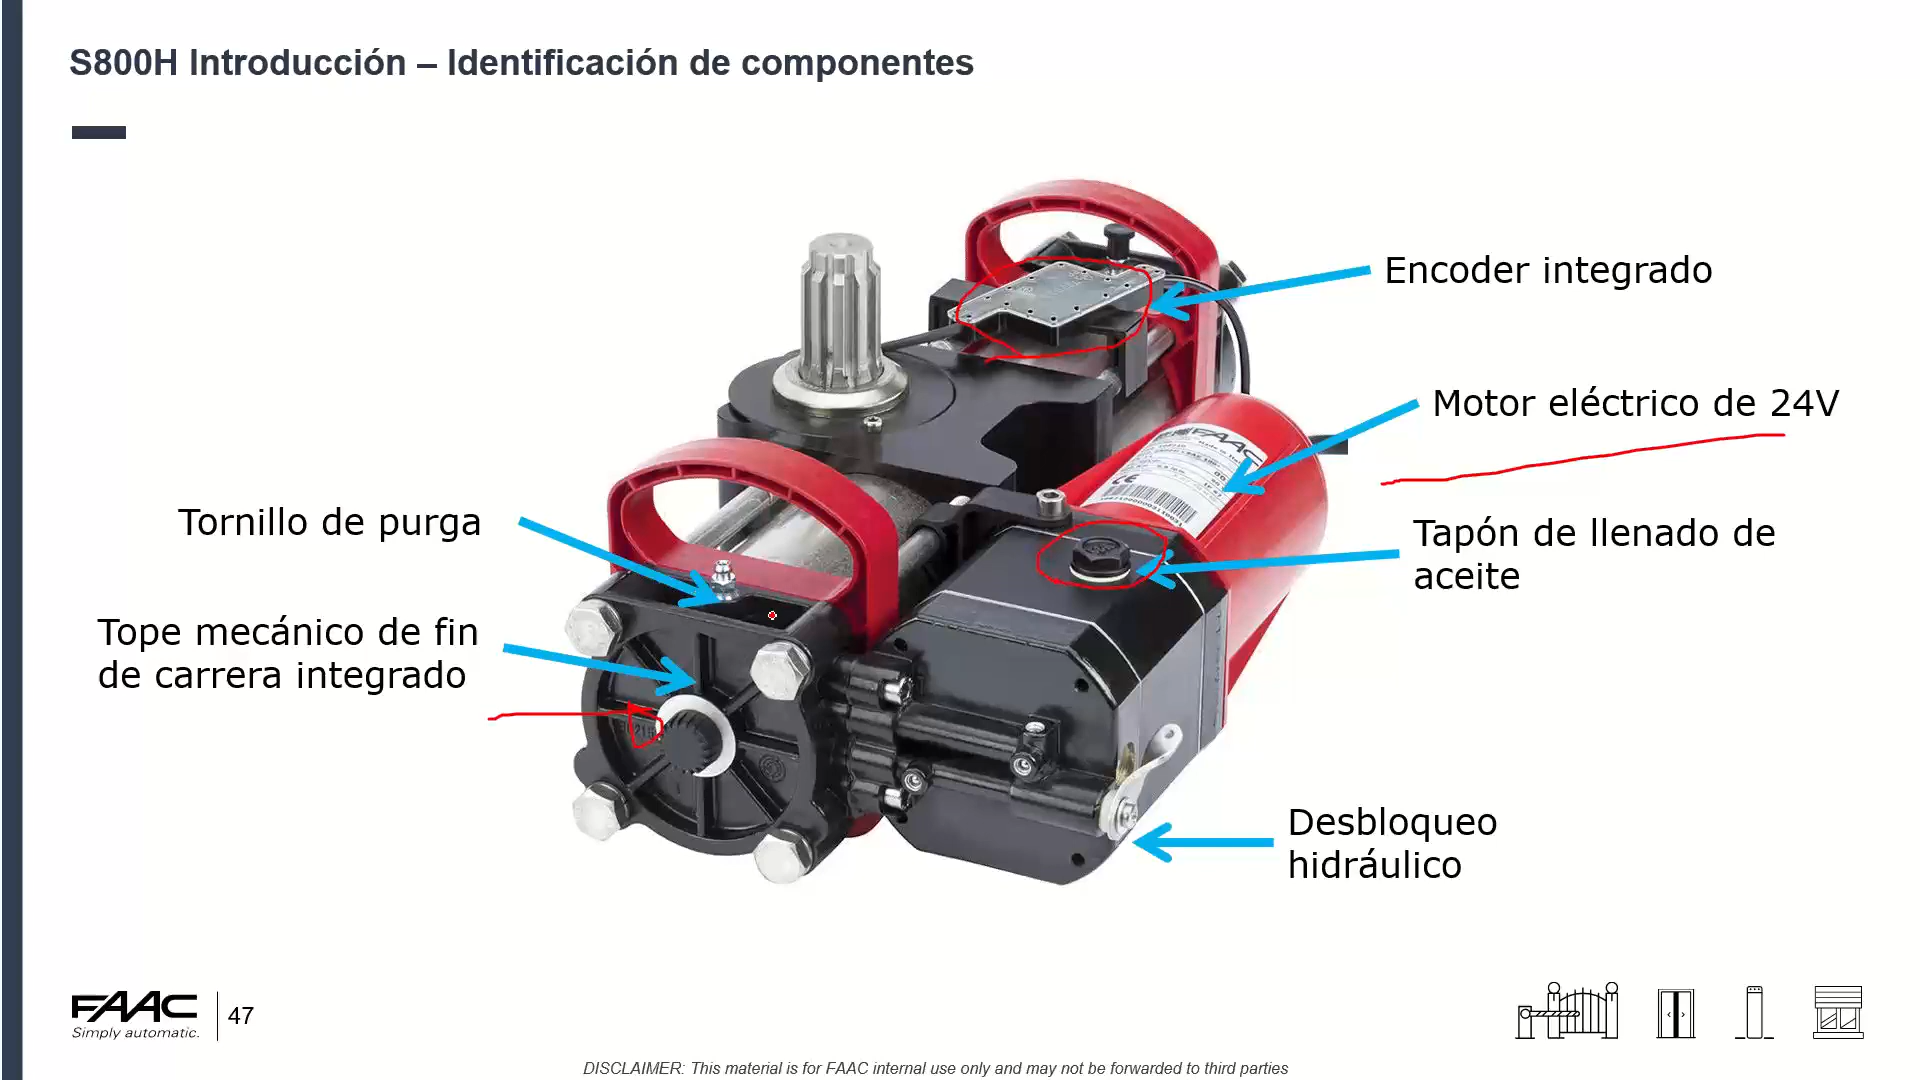 S800H Introducción – Identificación de componentes
Encoder integrado
Motor eléctrico de 24V
Tornillo de purga
Tapón de llenado de
aceite
Tope mecánico de fin
de carrera integrado
Desbloqueo
hidráulico
FAAC
CE
FAAC
Simply automatic.
47
DISCLAIMER: This material is for FAAC internal use only and may not be forwarded to third parties